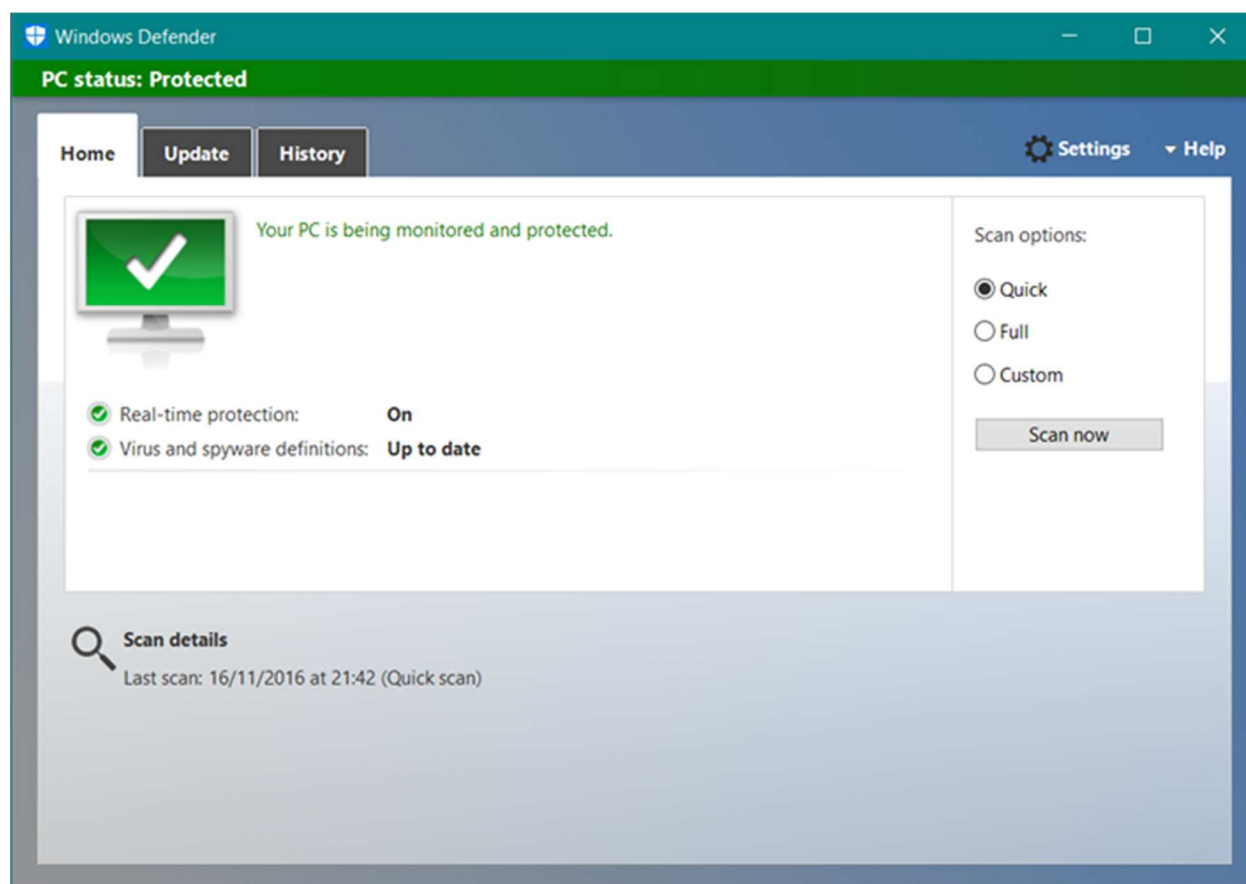 Windows Defender
PC status: Protected
Home Update History Settings Help
Your PC is being monitored and protected.
Scan options:
Quick
Full
Custom
Real-time protection: On
Virus and spyware definitions: Up to date
Scan now
Scan details
Last scan: 16/11/2016 at 21:42 (Quick scan)